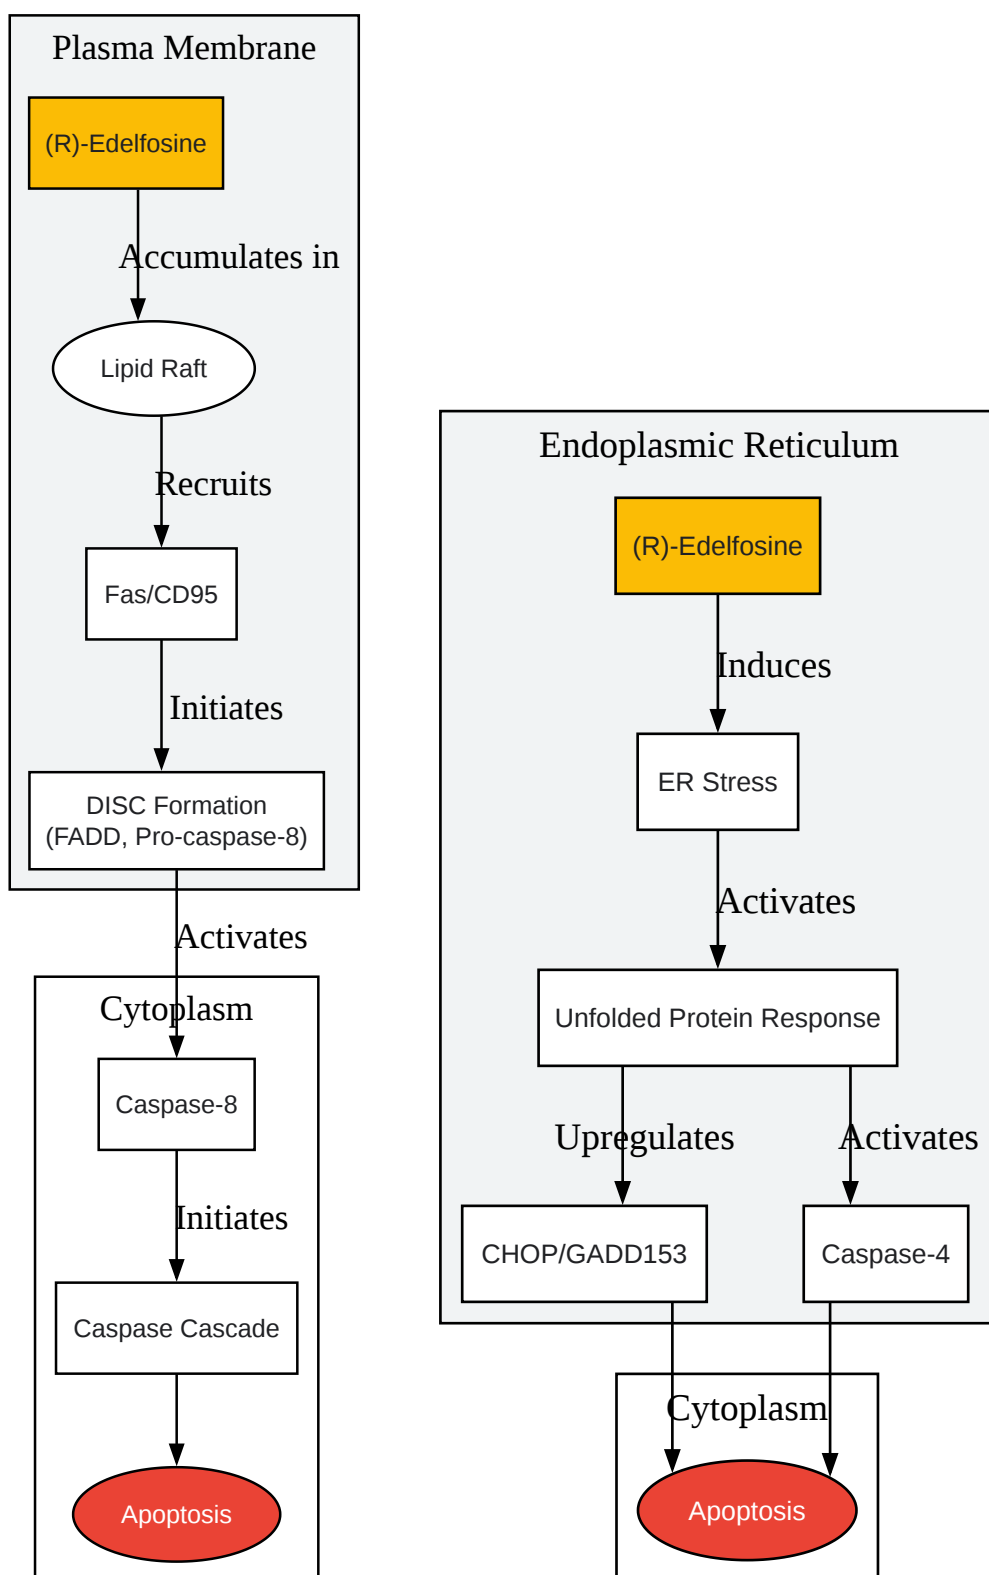 Plasma Membrane
(R)-Edelfosine
Accumulates in
Lipid Raft
Recruits
Fas/CD95
Initiates
DISC Formation
(FADD, Pro-caspase-8)
Activates
Cytoplasm
Caspase-8
Initiates
Caspase Cascade
Apoptosis
Endoplasmic Reticulum
(R)-Edelfosine
Induces
ER Stress
Activates
Unfolded Protein Response
Upregulates
Activates
CHOP/GADD153
Caspase-4
Cytoplasm
Apoptosis